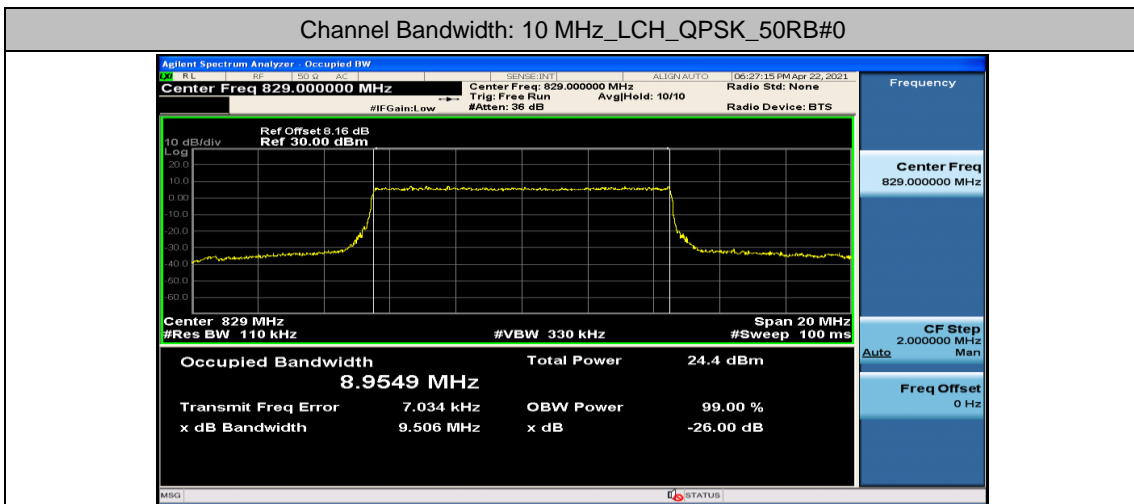 Channel Bandwidth: 10 MHz_LCH_QPSK_50RB#0
Agilent Spectrum Analyzer - Occupied BW
LXI RL RF 50 Ω AC SENSE:INT ALIGN AUTO 06:27:15 PM Apr 22, 2021
Center Freq 829.000000 MHz
Center Freq: 829.000000 MHz
Radio Std: None
Trig: Free Run Avg|Hold: 10/10
#IFGain:Low
#Atten: 36 dB
Radio Device: BTS
Frequency
Ref Offset 8.16 dB
10 dB/div Ref 30.00 dBm
Log
20.0
10.0
0.00
-10.0
-20.0
-30.0
-40.0
-50.0
-60.0
Center 829 MHz
Span 20 MHz
#Res BW 110 kHz
#VBW 330 kHz
#Sweep 100 ms
Center Freq
829.000000 MHz
CF Step
2.000000 MHz
Auto Man
Freq Offset
0 Hz
Occupied Bandwidth
8.9549 MHz
Total Power 24.4 dBm
Transmit Freq Error 7.034 kHz
OBW Power 99.00 %
x dB Bandwidth 9.506 MHz
x dB -26.00 dB
MSG
STATUS